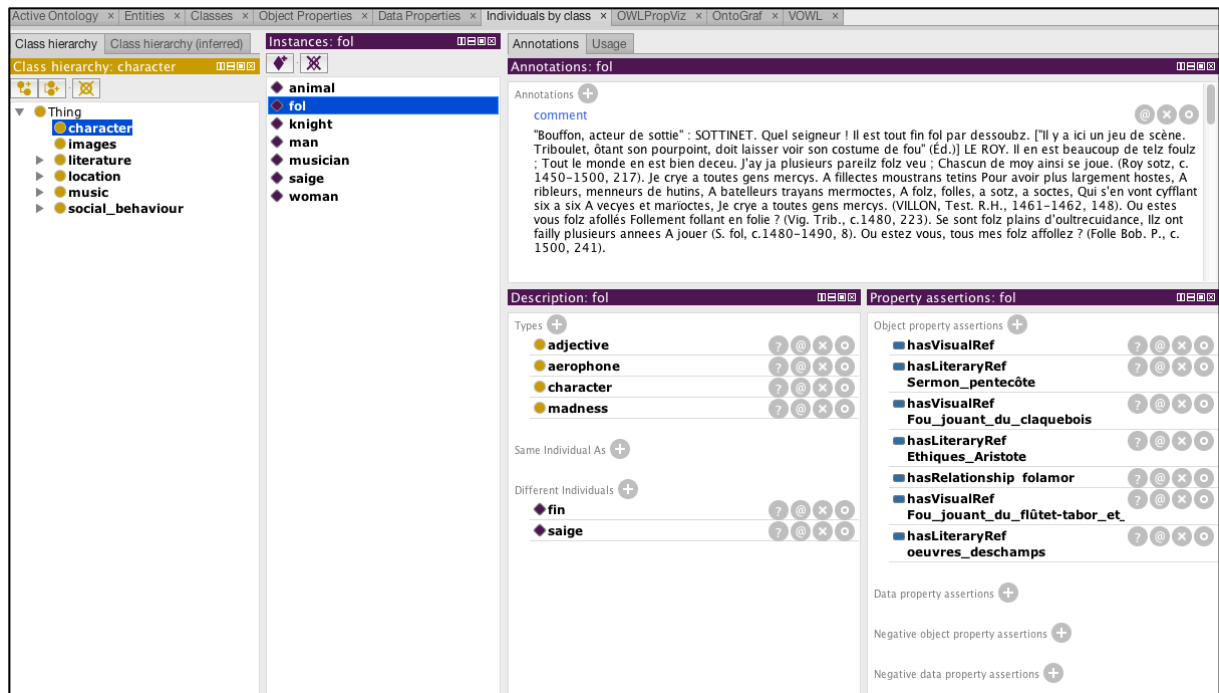 Active Ontology × Entities × Classes × Object Properties × Data Properties × Individuals by class × OWLPropViz × OntoGraf × VOWL ×
Class hierarchy Class hierarchy (inferred)
Class hierarchy: character
Thing
character
images
literature
location
music
social_behaviour
Instances: fol
animal
fol
knight
man
musician
saige
woman
Annotations Usage
Annotations: fol
Annotations
comment
"Bouffon, acteur de sottie" : SOTTINET. Quel seigneur ! Il est tout fin fol par dessoubz. ["Il y a ici un jeu de scène.
Triboulet, ôtant son pourpoint, doit laisser voir son costume de fou" (Éd.)] LE ROY. Il en est beaucoup de telz foulz
; Tout le monde en est bien deceu. J'ay ja plusieurs pareilz folz veu ; Chascun de moy ainsi se joue. (Roy sotz, c.
1450-1500, 217). Je crye a toutes gens mercys. A fillectes moustrans tetins Pour avoir plus largement hostes, A
ribleurs, menneurs de hutins, A batelleurs trayans mermoctes, A folz, folles, a sotz, a soctes, Qui s'en vont cyfflant
six a six A vecyes et marïoctes, Je crye a toutes gens mercys. (VILLON, Test. R.H., 1461-1462, 148). Ou estes
vous folz afollés Follement follant en folie ? (Vig. Trib., c.1480, 223). Se sont folz plains d'oultrecuidance, Ilz ont
failly plusieurs annees A jouer (S. fol, c.1480-1490, 8). Ou estez vous, tous mes folz affollez ? (Folle Bob. P., c.
1500, 241).
Description: fol
Types
adjective
aerophone
character
madness
Same Individual As
Different Individuals
fin
saige
Property assertions: fol
Object property assertions
hasVisualRef
hasLiteraryRef
Sermon_pentecôte
hasVisualRef
Fou_jouant_du_claquebois
hasLiteraryRef
Ethiques_Aristote
hasRelationship folamor
hasVisualRef
Fou_jouant_du_flûtet-tabor_et_
hasLiteraryRef
oeuvres_deschamps
Data property assertions
Negative object property assertions
Negative data property assertions